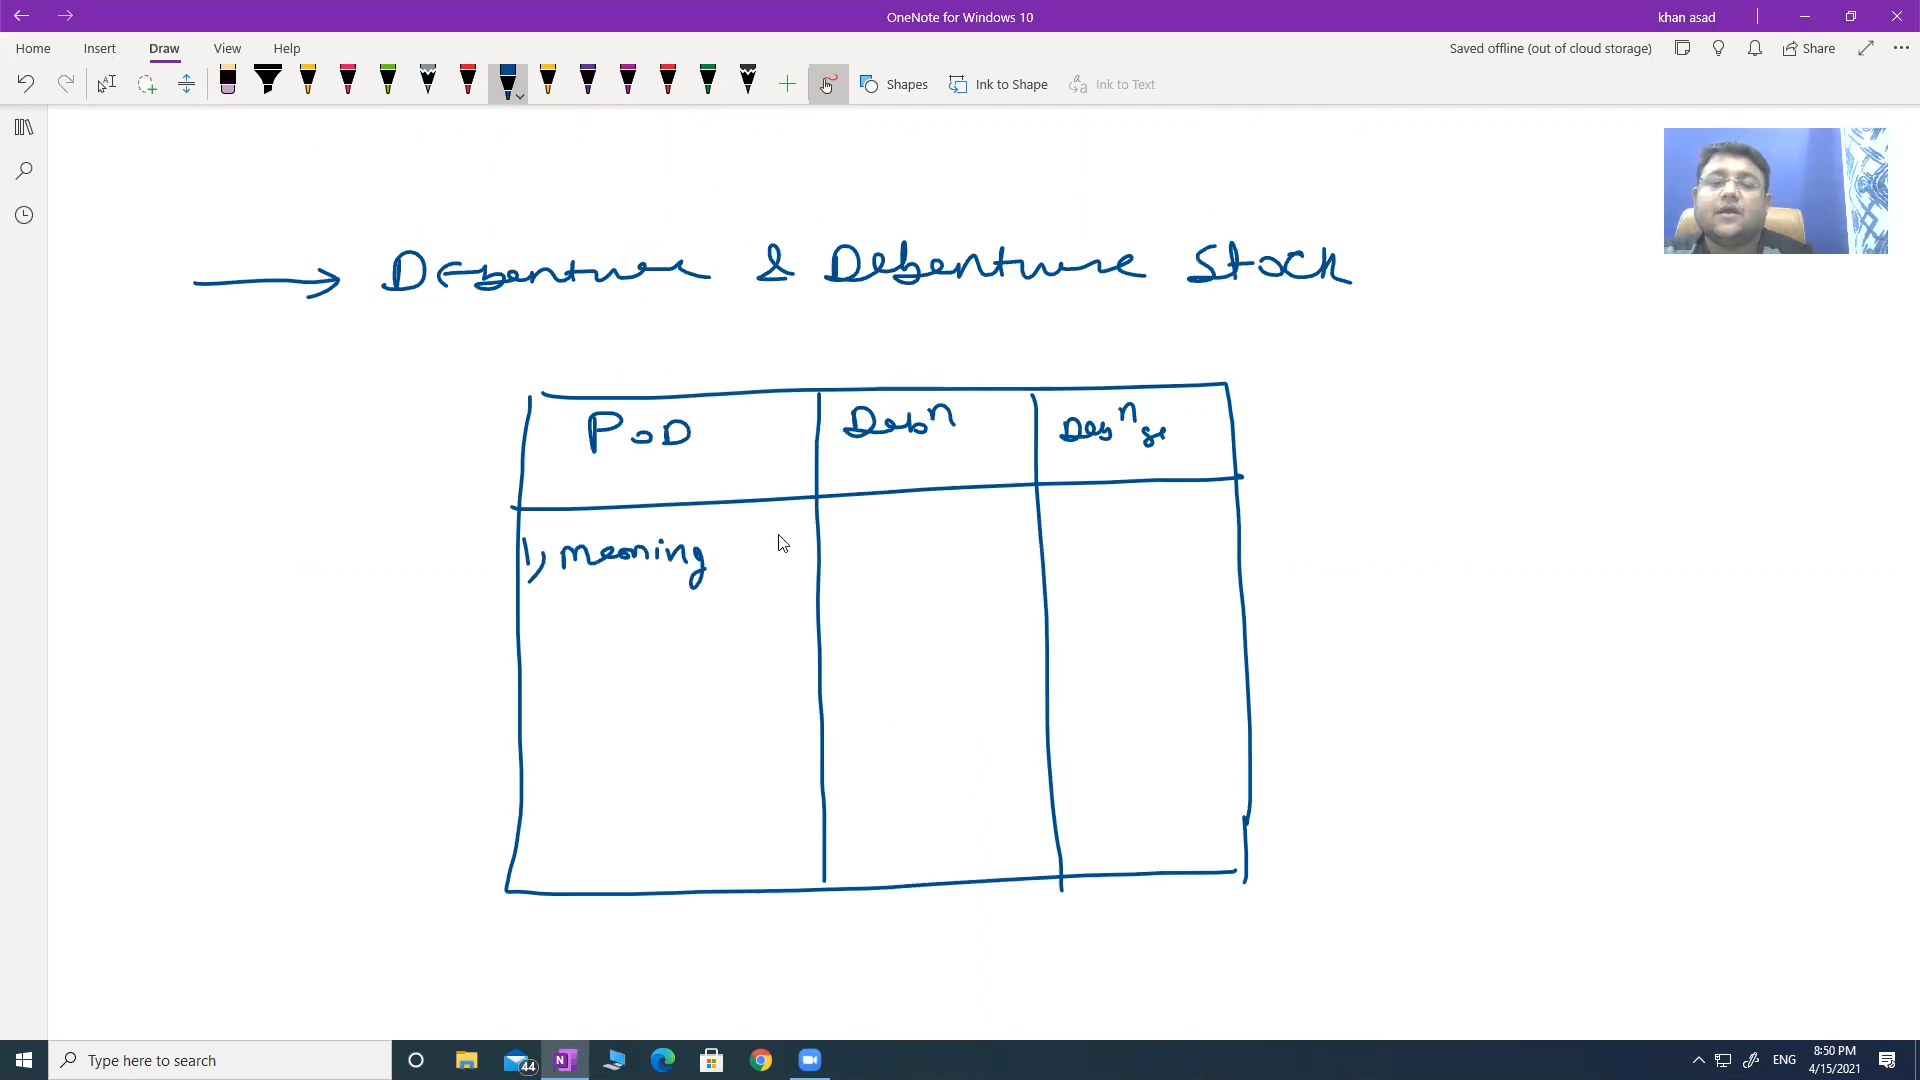 OneNote for Windows 10
khan asad
Home Insert Draw View Help
Saved offline (out of cloud storage)
Share
Shapes
Ink to Shape
Ink to Text
Debenture & Debenture Stock
PoD Debⁿ Debⁿ st
1, meaning
Type here to search
44
ENG
8:50 PM
4/15/2021